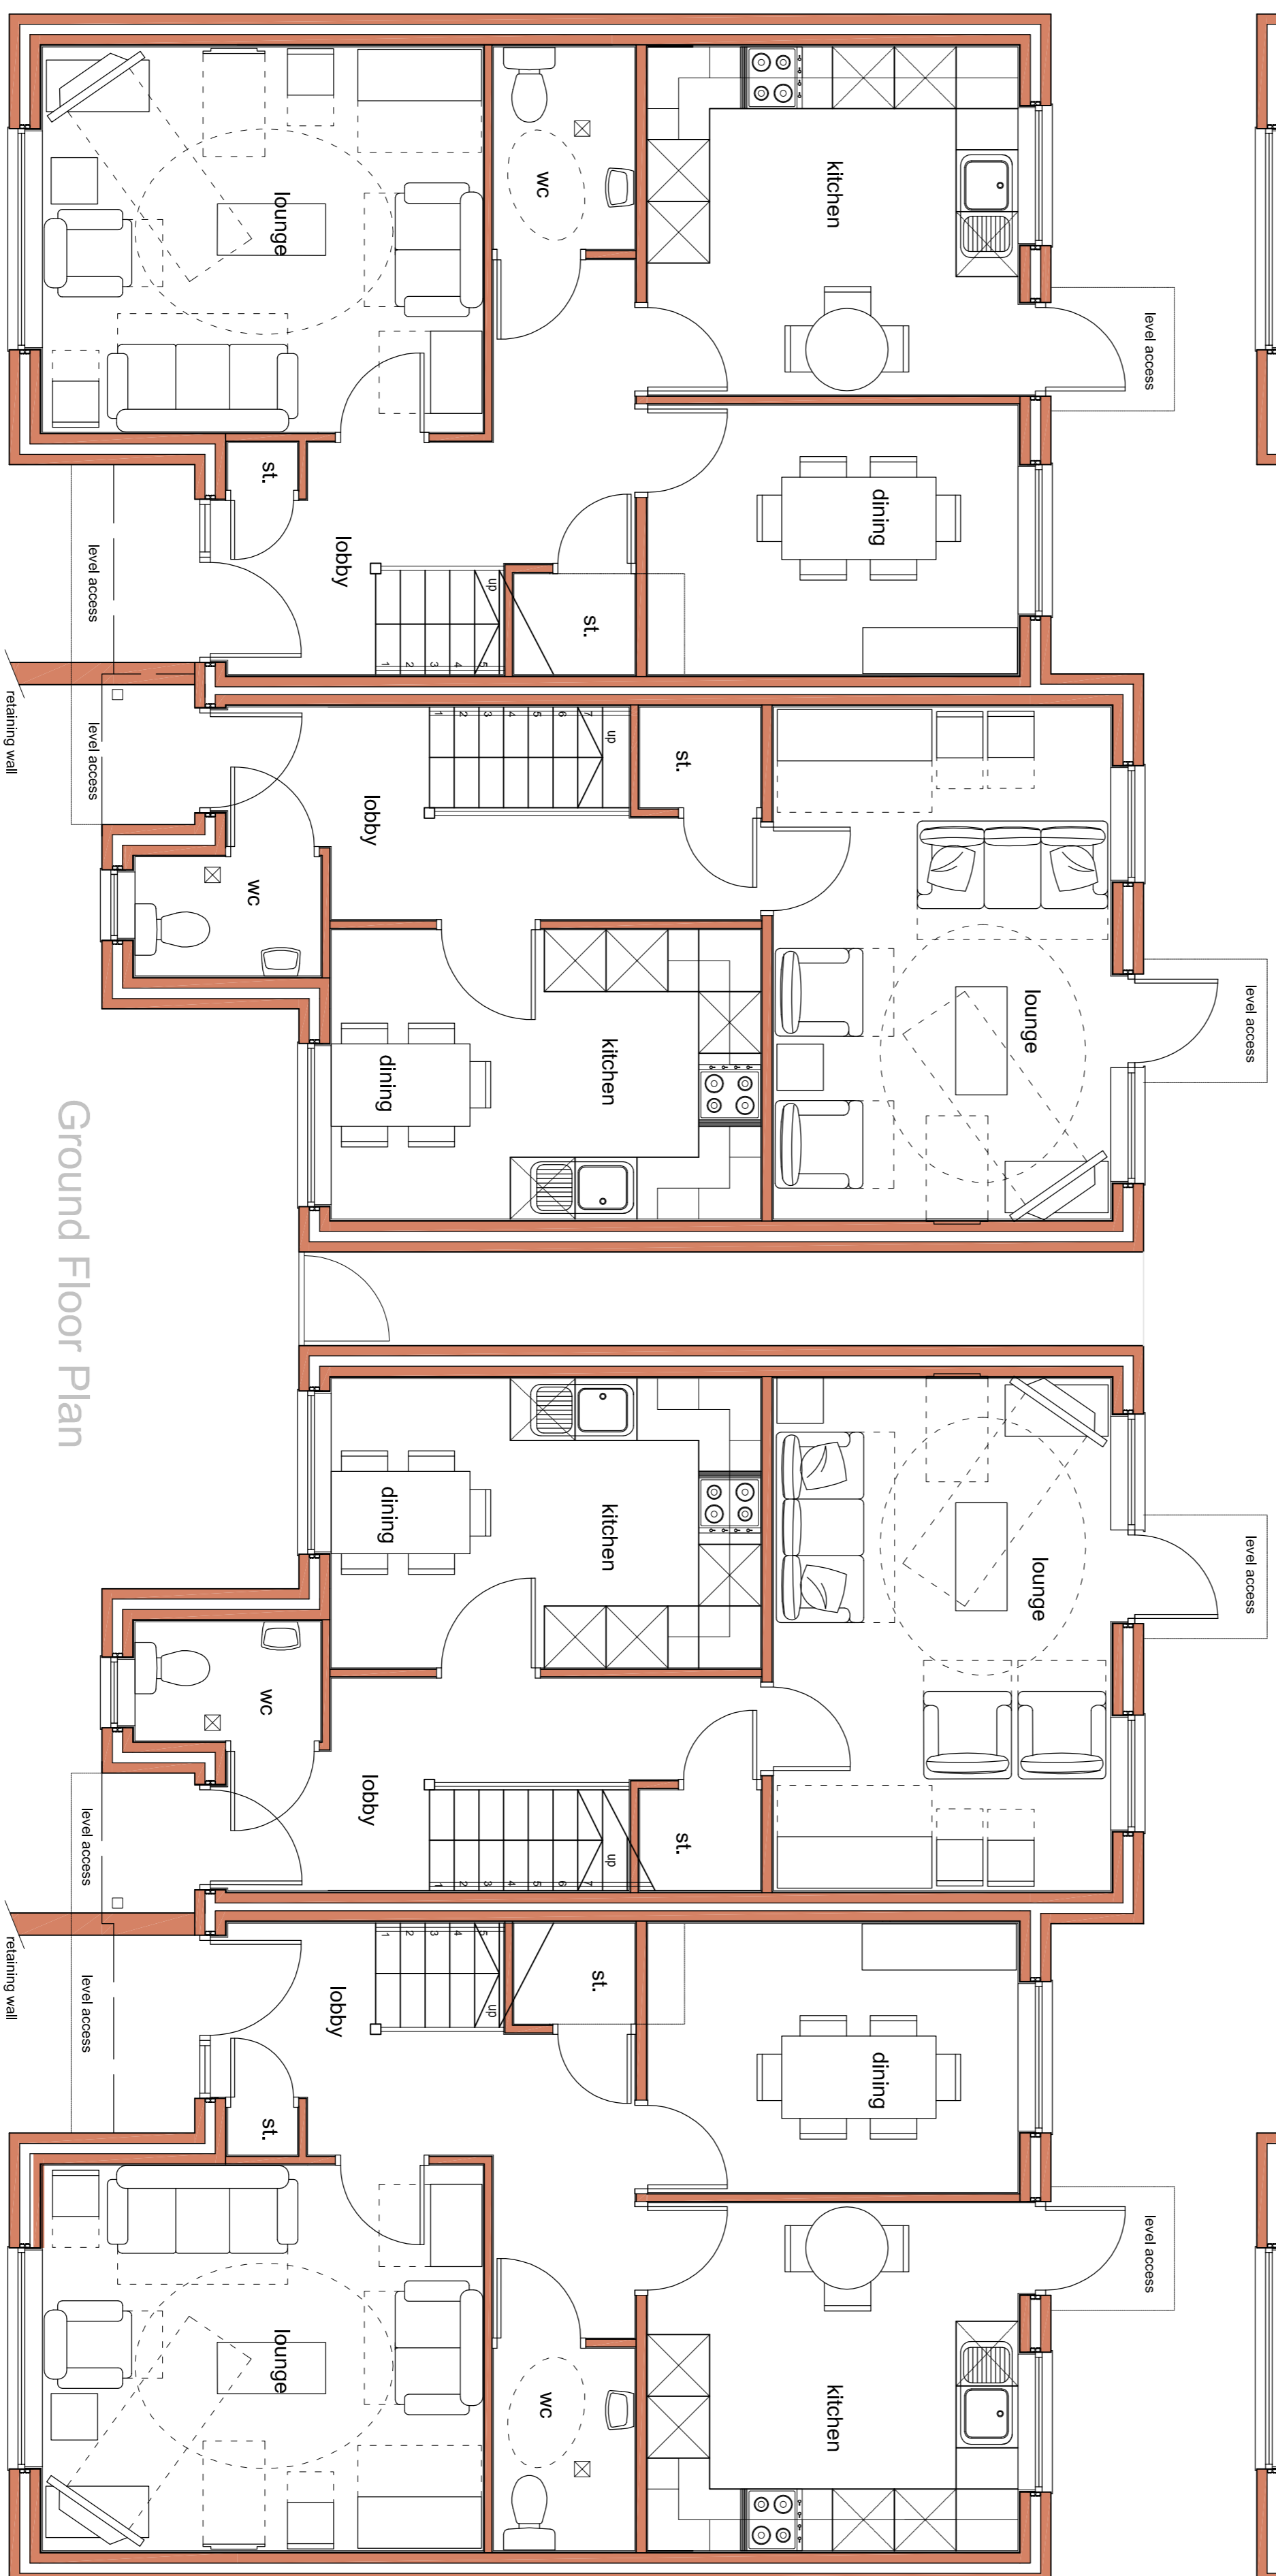 kitchen
wc
lounge
level access
dining
st.
lobby
up
1
2
3
4
5
st.
level access
retaining wall
level access
lobby
1
2
3
4
5
6
7
up
st.
wc
lounge
level access
kitchen
dining
Ground Floor Plan
kitchen
dining
lounge
level access
wc
lobby
1
2
3
4
5
6
7
up
st.
level access
retaining wall
level access
lobby
1
2
3
4
5
up
st.
st.
dining
level access
kitchen
wc
lounge